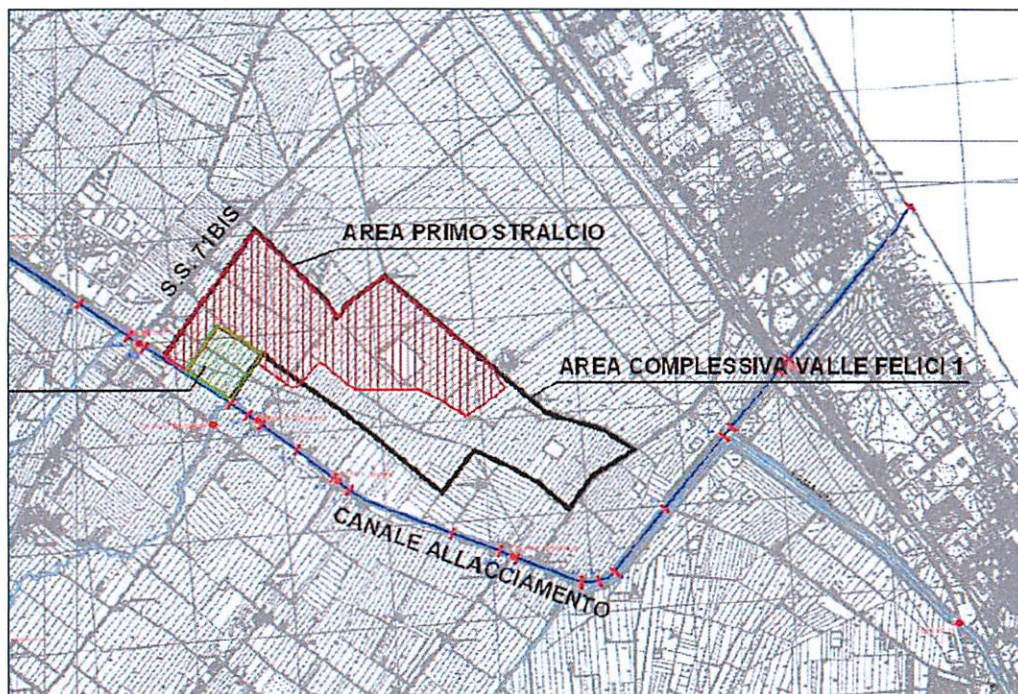 S.S. 71BIS
AREA PRIMO STRALCIO
AREA COMPLESSIVA VALLE FELICI 1
CANALE ALLACCIAMENTO